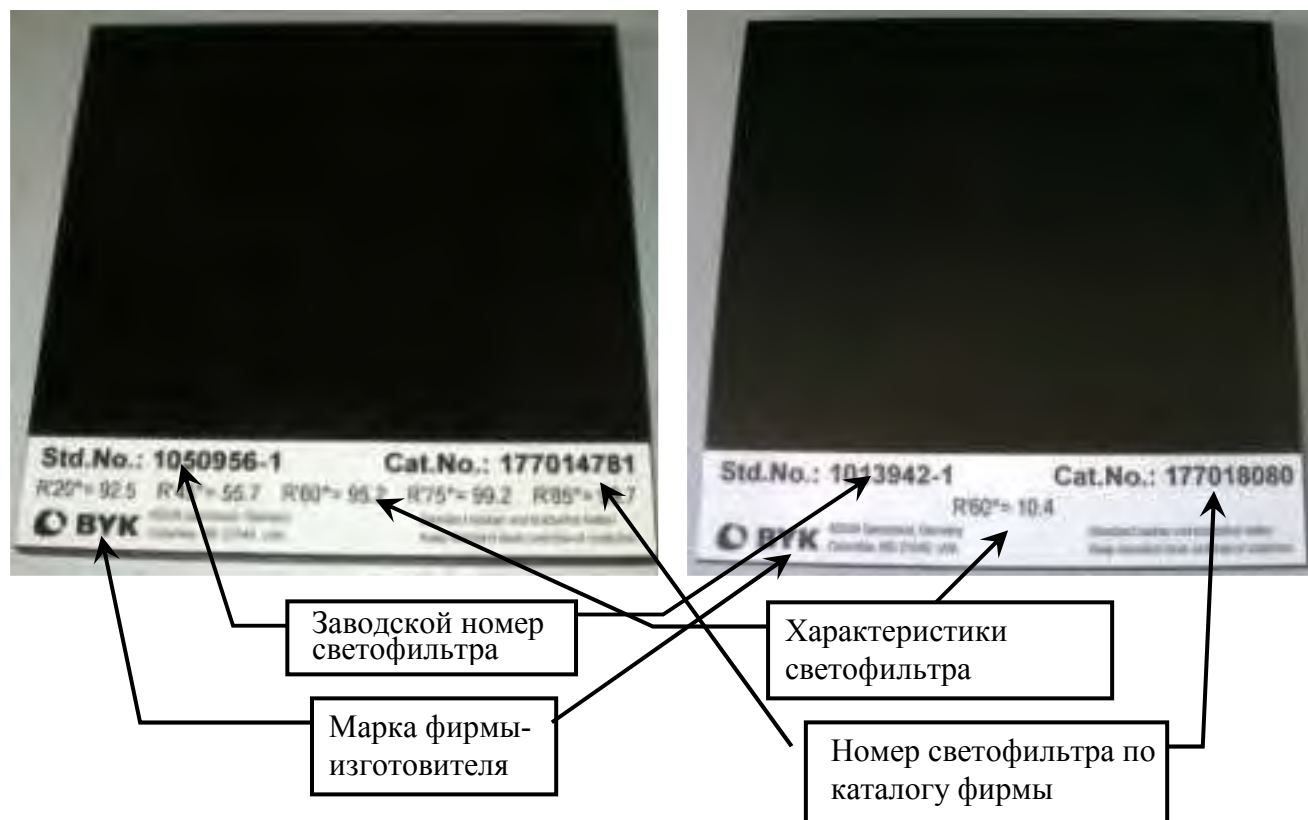 Std.No.: 1050956-1 Cat.No.: 177014781
R'20°= 92.5 55.7 R'60°= 95.2 R'75°= 99.2
BYK
Std.No.: 1013942-1 Cat.No.: 177018080
R'60°= 10.4
BYK
Заводской номер
светофильтра
Характеристики
светофильтра
Марка фирмы-
изготовителя
Номер светофильтра по
каталогу фирмы